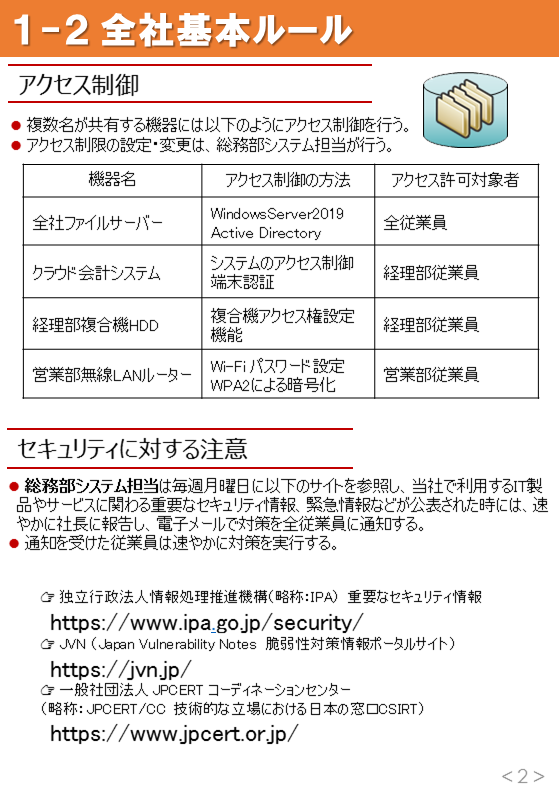 1-2 全社基本ルール
アクセス制御
● 複数名が共有する機器には以下のようにアクセス制御を行う。
● アクセス制限の設定・変更は、総務部システム担当が行う。
機器名 アクセス制御の方法 アクセス許可対象者
全社ファイルサーバー WindowsServer2019 全従業員
Active Directory
クラウド会計システム システムのアクセス制御 経理部従業員
端末認証
経理部複合機HDD 複合機アクセス権設定 経理部従業員
機能
営業部無線LANルーター Wi-Fi パスワード設定 営業部従業員
WPA2による暗号化
セキュリティに対する注意
● 総務部システム担当は毎週月曜日に以下のサイトを参照し、当社で利用するIT製
品やサービスに関わる重要なセキュリティ情報、緊急情報などが公表された時には、速
やかに社長に報告し、電子メールで対策を全従業員に通知する。
● 通知を受けた従業員は速やかに対策を実行する。
☞ 独立行政法人情報処理推進機構(略称：IPA) 重要なセキュリティ情報
https://www.ipa.go.jp/security/
☞ JVN (Japan Vulnerability Notes 脆弱性対策情報ポータルサイト)
https://jvn.jp/
☞ 一般社団法人 JPCERT コーディネーションセンター
(略称：JPCERT/CC 技術的な立場における日本の窓口CSIRT)
https://www.jpcert.or.jp/
<2>